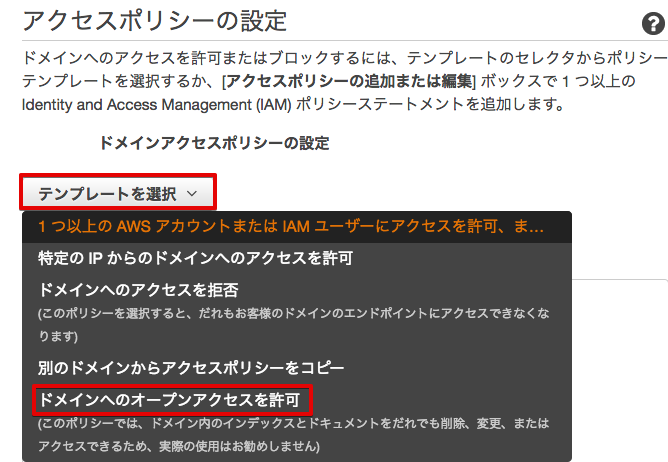 アクセスポリシーの設定
?
ドメインへのアクセスを許可またはブロックするには、テンプレートのセレクタからポリシー
テンプレートを選択するか、[アクセスポリシーの追加または編集] ボックスで 1 つ以上の
Identity and Access Management (IAM) ポリシーステートメントを追加します。
ドメインアクセスポリシーの設定
テンプレートを選択
1 つ以上の AWS アカウントまたは IAM ユーザーにアクセスを許可、ま...
特定の IP からのドメインへのアクセスを許可
ドメインへのアクセスを拒否
(このポリシーを選択すると、だれもお客様のドメインのエンドポイントにアクセスできなくな
ります)
別のドメインからアクセスポリシーをコピー
ドメインへのオープンアクセスを許可
(このポリシーでは、ドメイン内のインデックスとドキュメントをだれでも削除、変更、または
アクセスできるため、実際の使用はお勧めしません)